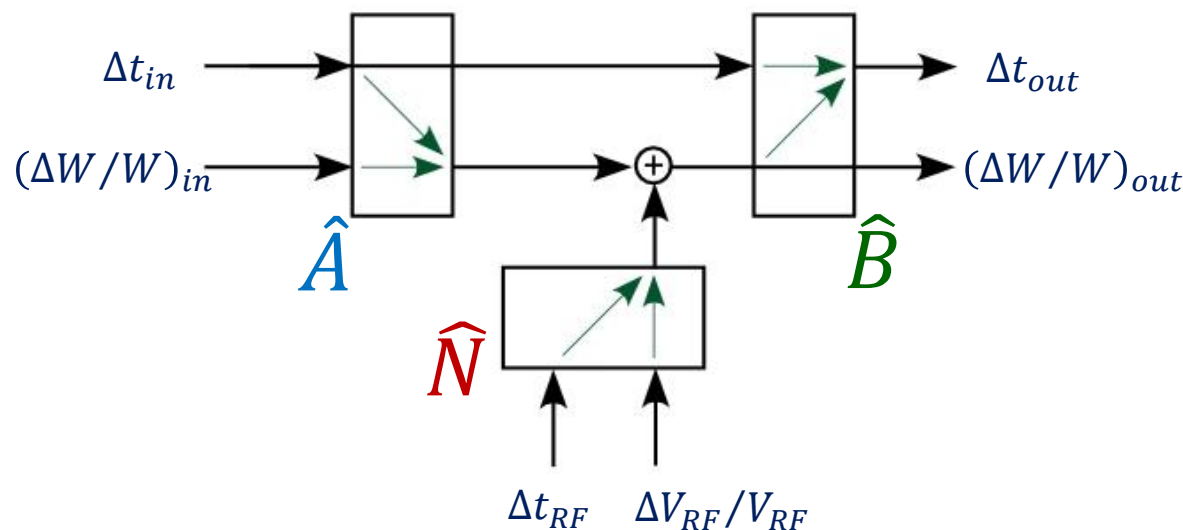 Δt_in
Δt_out
(ΔW/W)_in
+
(ΔW/W)_out
Â
B̂
N̂
Δt_RF
ΔV_RF/V_RF